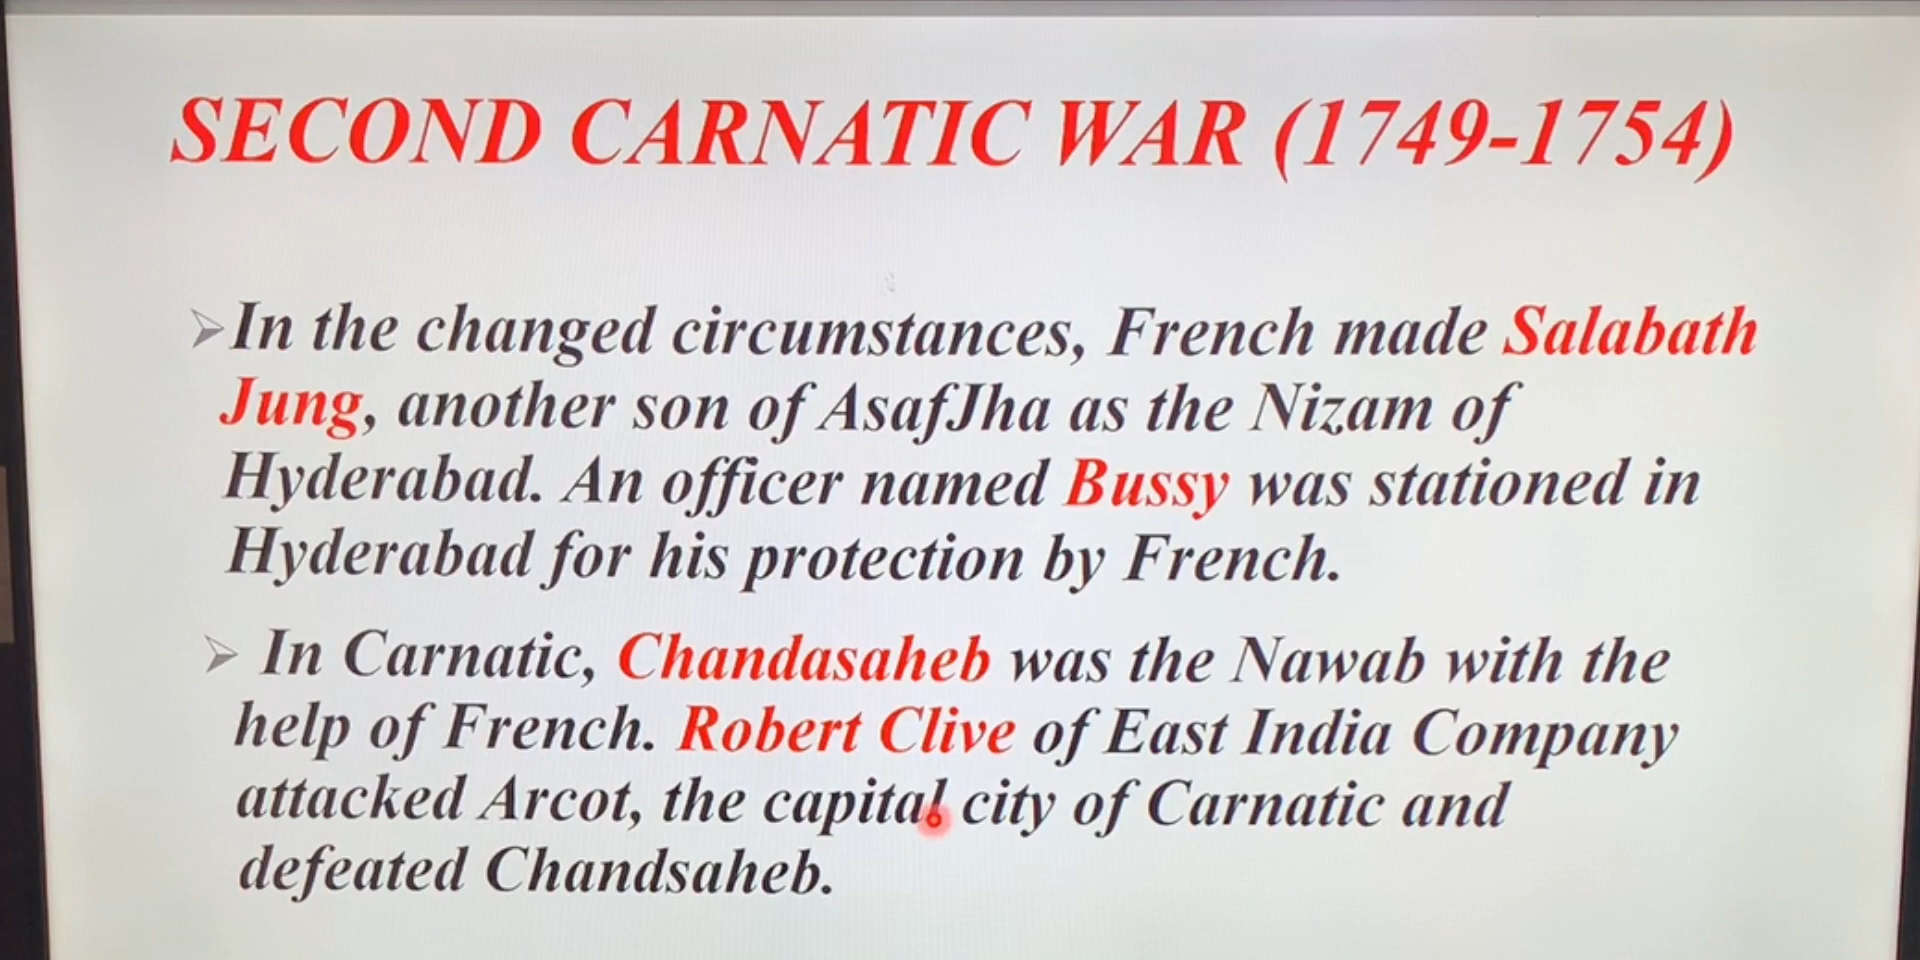 SECOND CARNATIC WAR (1749-1754)
➢In the changed circumstances, French made Salabath
Jung, another son of AsafJha as the Nizam of
Hyderabad. An officer named Bussy was stationed in
Hyderabad for his protection by French.
➢ In Carnatic, Chandasaheb was the Nawab with the
help of French. Robert Clive of East India Company
attacked Arcot, the capital city of Carnatic and
defeated Chandsaheb.